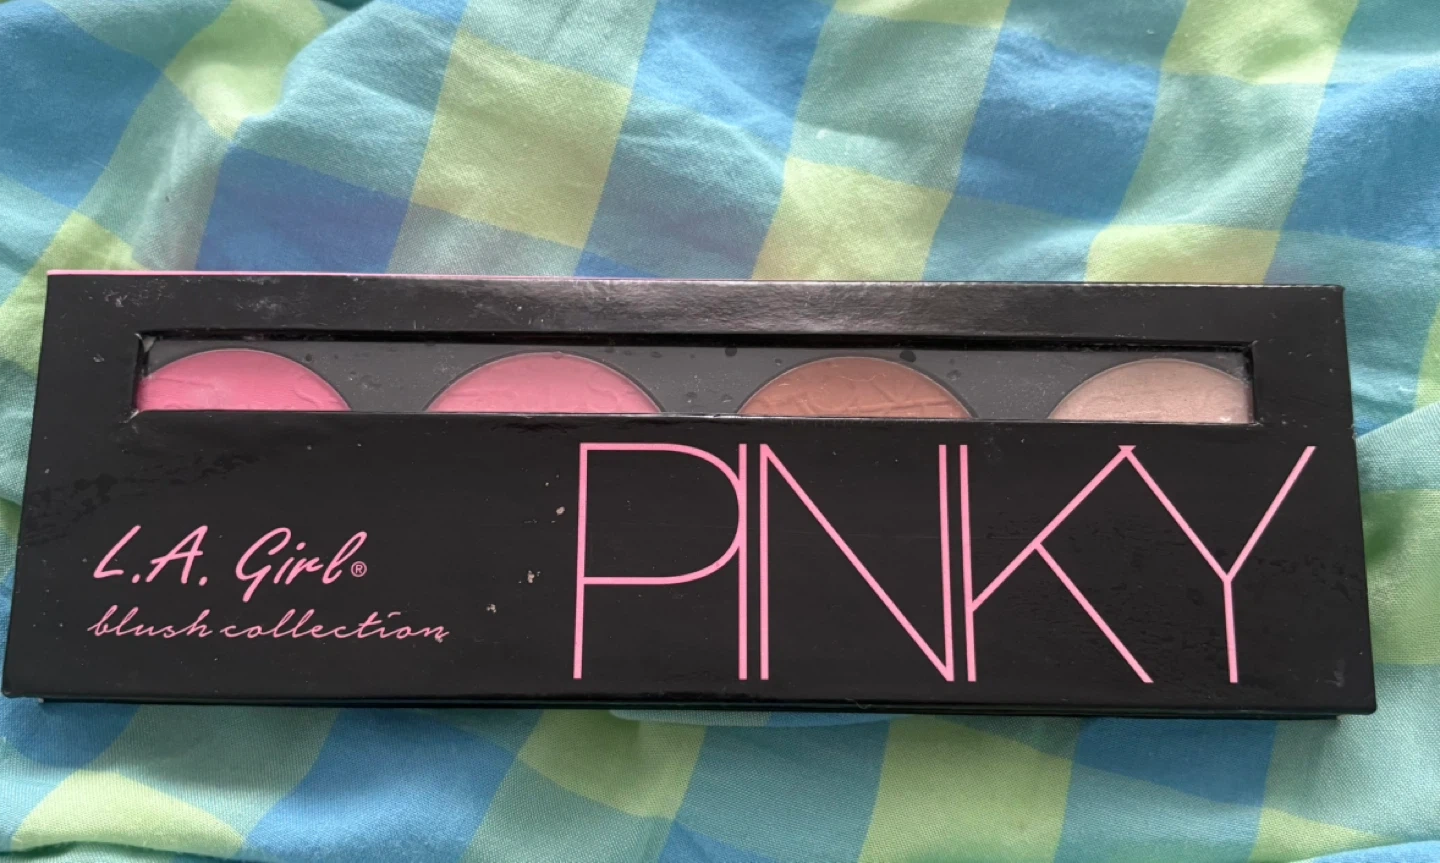 L.A. Girl®
blush collection
PINKY